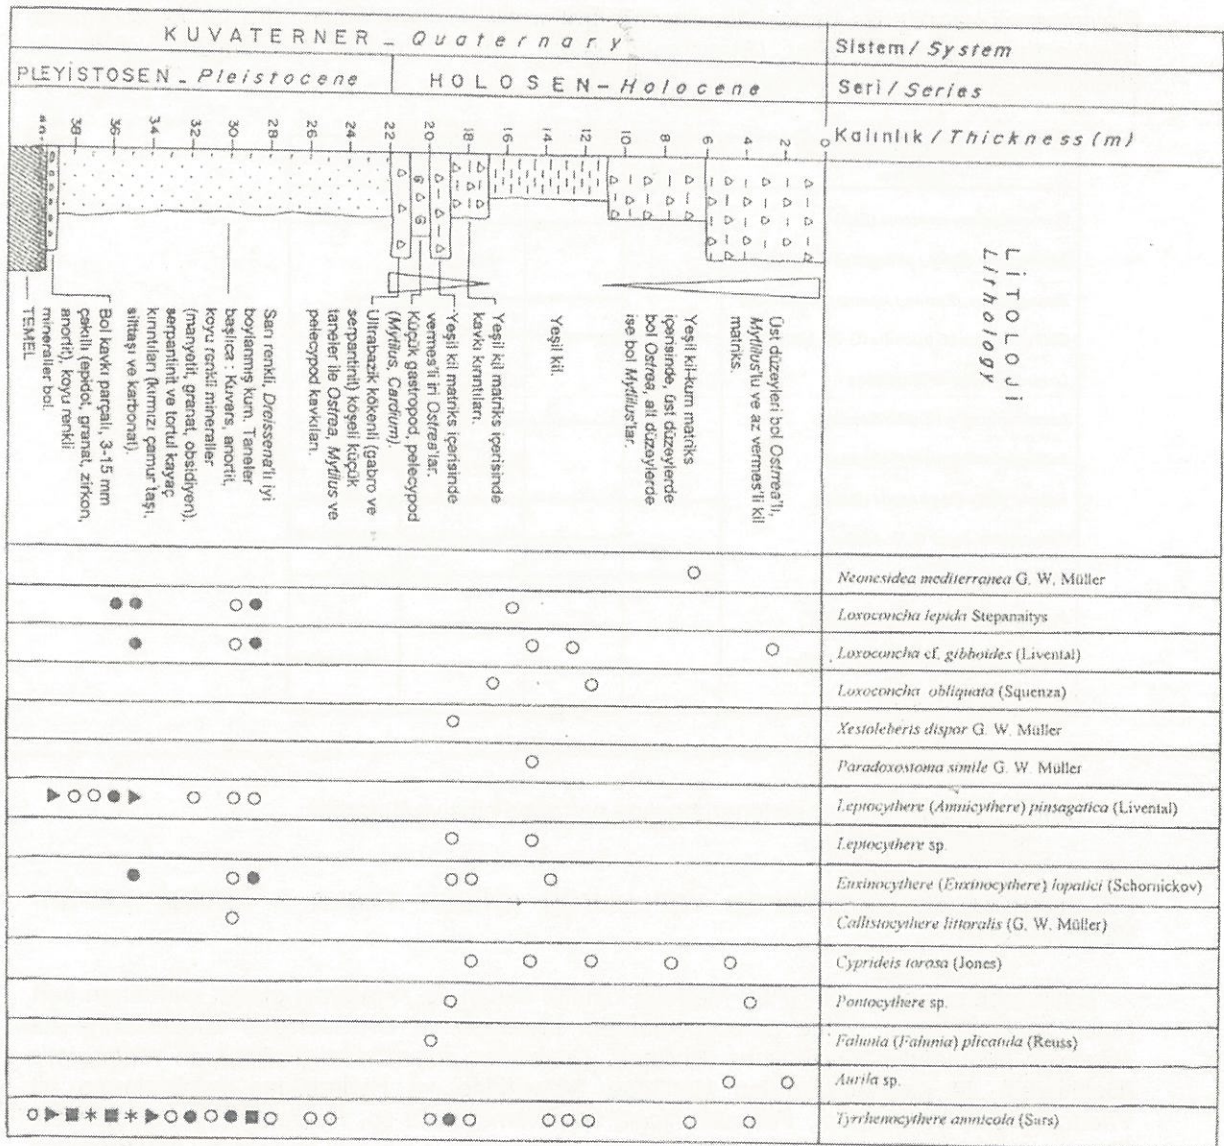 KUVATERNER - Quaternary
Sistem / System
PLEYİSTOSEN - Pleistocene
HOLOSEN - Holocene
Seri / Series
40
38
36
34
32
30
28
26
24
22
20
18
16
14
12
10
8
6
4
2
0
Kalınlık / Thickness (m)
LİTOLOJİ
Lithology
Üst düzeyleri bol Ostrea'lı,
Mytilus'lu ve az vermes'li kil
matriks.
Yeşil kil-kum matriks
içerisinde, üst düzeylerde
bol Ostrea, alt düzeylerde
ise bol Mytilus'lar
Yeşil kil.
Yeşil kil matriks içerisinde
kavkı kırıntıları.
Yeşil kil matriks içerisinde
vermes'li iri Ostrea'lar.
Küçük gastropod, pelecypod
(Mytilus, Cardium).
Ultrabazik kökenli (gabro ve
serpantinit) köşeli küçük
taneler ile Ostrea, Mytilus ve
pelecypod kavkıları.
Sarı renkli, Dreissena'lı iyi
boylanmış kum. Taneler
başlıca : Kuvars, anortit,
koyu renkli mineraller
(manyetit, granat, obsidiyen),
serpantinit ve tortul kayaç
kırıntıları (kırmızı çamur taşı,
silttaşı ve karbonat).
Bol kavkı parçalı, 3-15 mm
çakıllı (epidot, granat, zirkon,
anortit), koyu renkli
mineraller bol.
TEMEL
Neonesidea mediterranea G. W. Müller
Loxoconcha lepida Stepanaitys
Loxoconcha cf. gibboides (Livental)
Loxoconcha obliquata (Squenza)
Xestoleberis dispar G. W. Müller
Paradoxostoma simile G. W. Müller
Leptocythere (Amnicythere) pinsagatica (Livental)
Leptocythere sp.
Euxinocythere (Euxinocythere) lopatici (Schornickov)
Callistocythere littoralis (G. W. Müller)
Cyprideis torosa (Jones)
Pontocythere sp.
Falunia (Falunia) plicatula (Reuss)
Aurila sp.
Tyrrhenocythere amnicola (Sars)